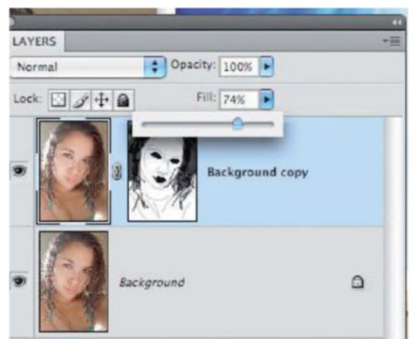 LAYERS
Normal Opacity: 100%
Lock: Fill: 74%
Background copy
Background